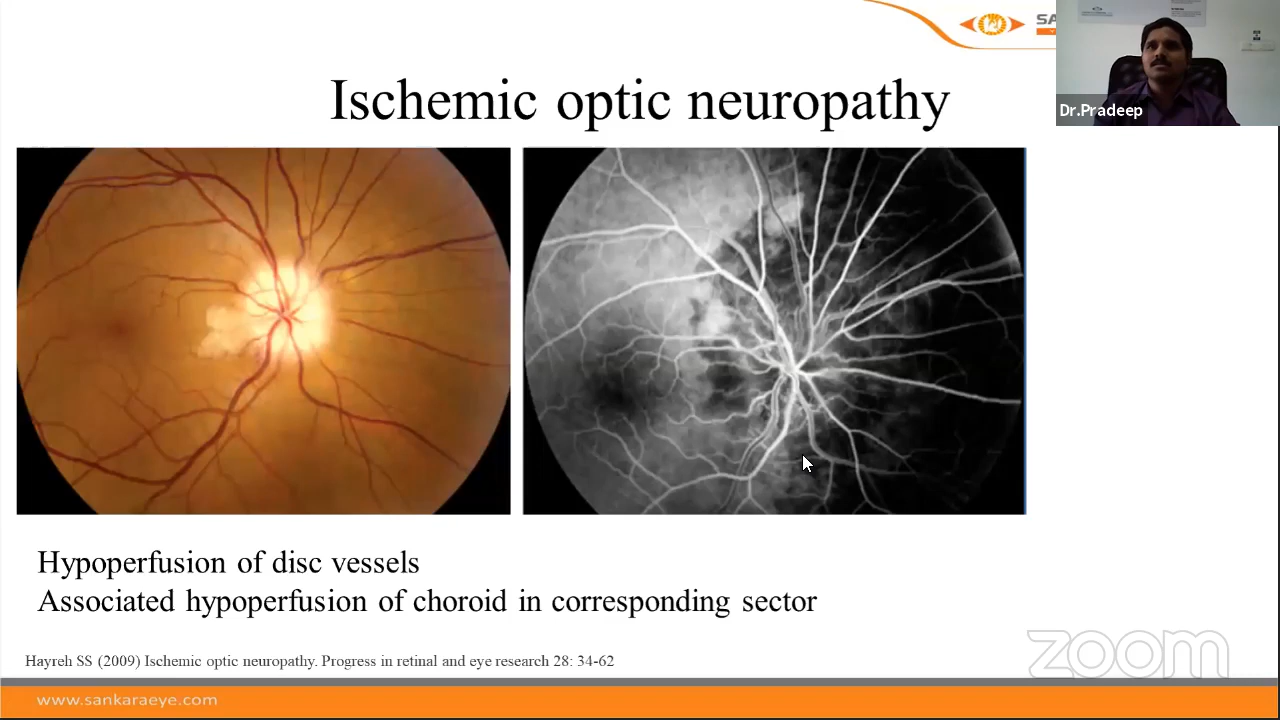 SA
Dr.Pradeep
Ischemic optic neuropathy
Hypoperfusion of disc vessels
Associated hypoperfusion of choroid in corresponding sector
Hayreh SS (2009) Ischemic optic neuropathy. Progress in retinal and eye research 28: 34-62
zoom
www.sankaraeye.com